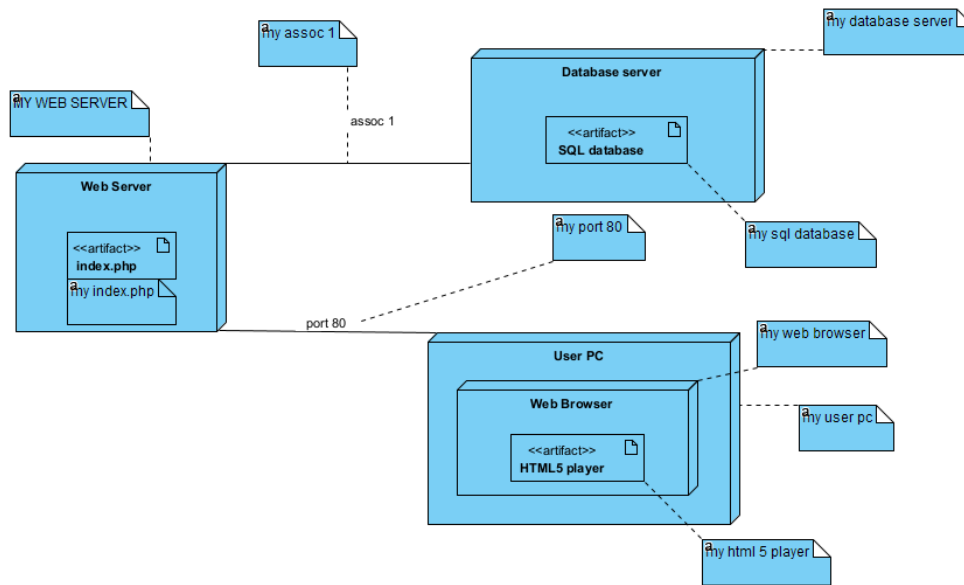 a
my assoc 1
a
my database server
Database server
a
MY WEB SERVER
assoc 1
<<artifact>>
SQL database
Web Server
a
my port 80
a
my sql database
<<artifact>>
index.php
a
my index.php
port 80
a
my web browser
User PC
Web Browser
a
my user pc
<<artifact>>
HTML5 player
a
my html 5 player